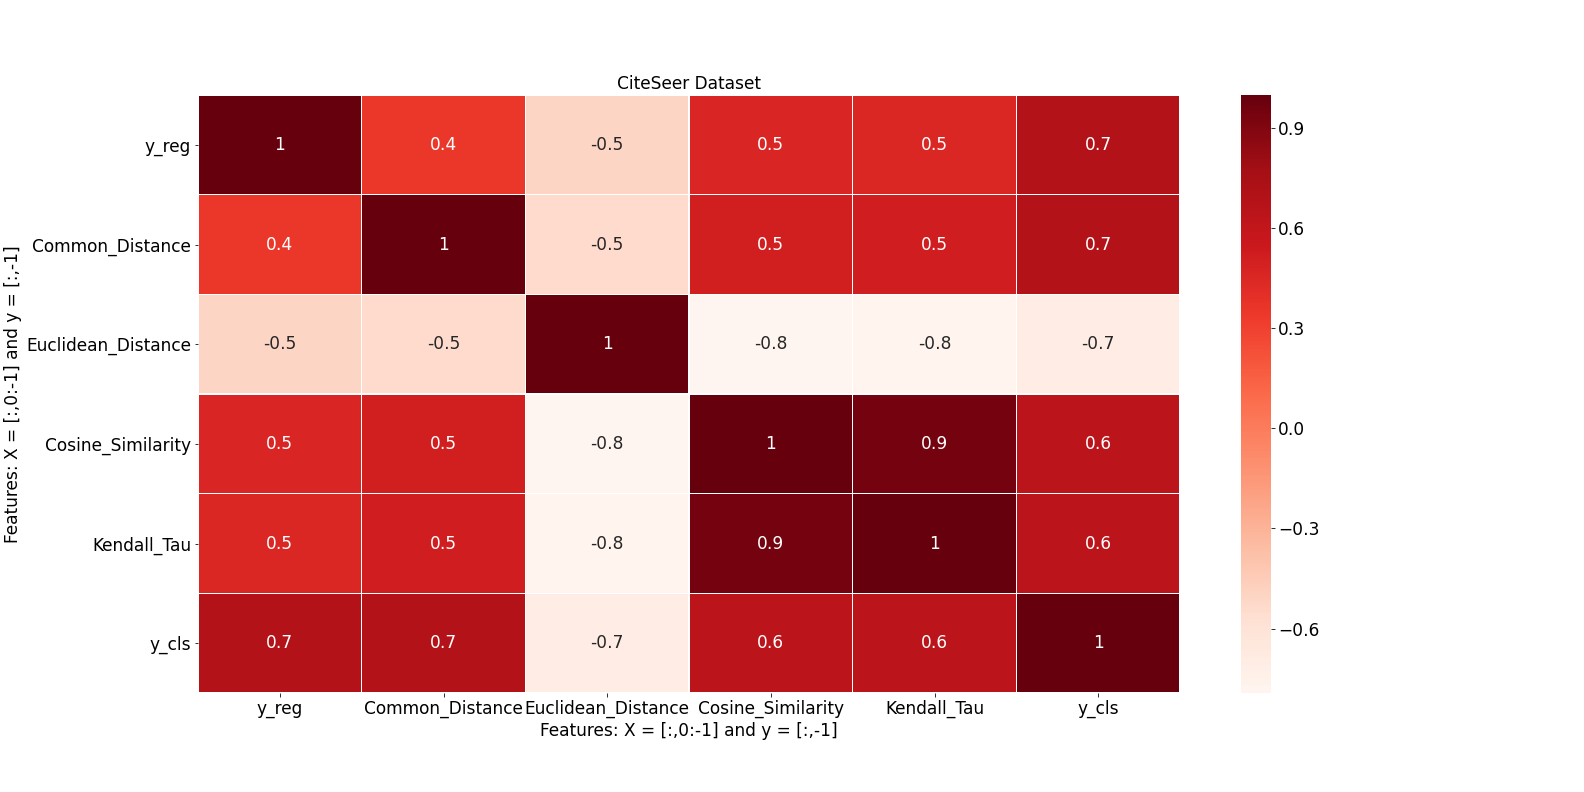 CiteSeer Dataset
y_reg 1 0.4 -0.5 0.5 0.5 0.7
Common_Distance 0.4 1 -0.5 0.5 0.5 0.7
Euclidean_Distance -0.5 -0.5 1 -0.8 -0.8 -0.7
Cosine_Similarity 0.5 0.5 -0.8 1 0.9 0.6
Kendall_Tau 0.5 0.5 -0.8 0.9 1 0.6
y_cls 0.7 0.7 -0.7 0.6 0.6 1
y_reg Common_Distance Euclidean_Distance Cosine_Similarity Kendall_Tau y_cls
Features: X = [:,0:-1] and y = [:,-1]
Features: X = [:,0:-1] and y = [:,-1]
0.9
0.6
0.3
0.0
−0.3
−0.6